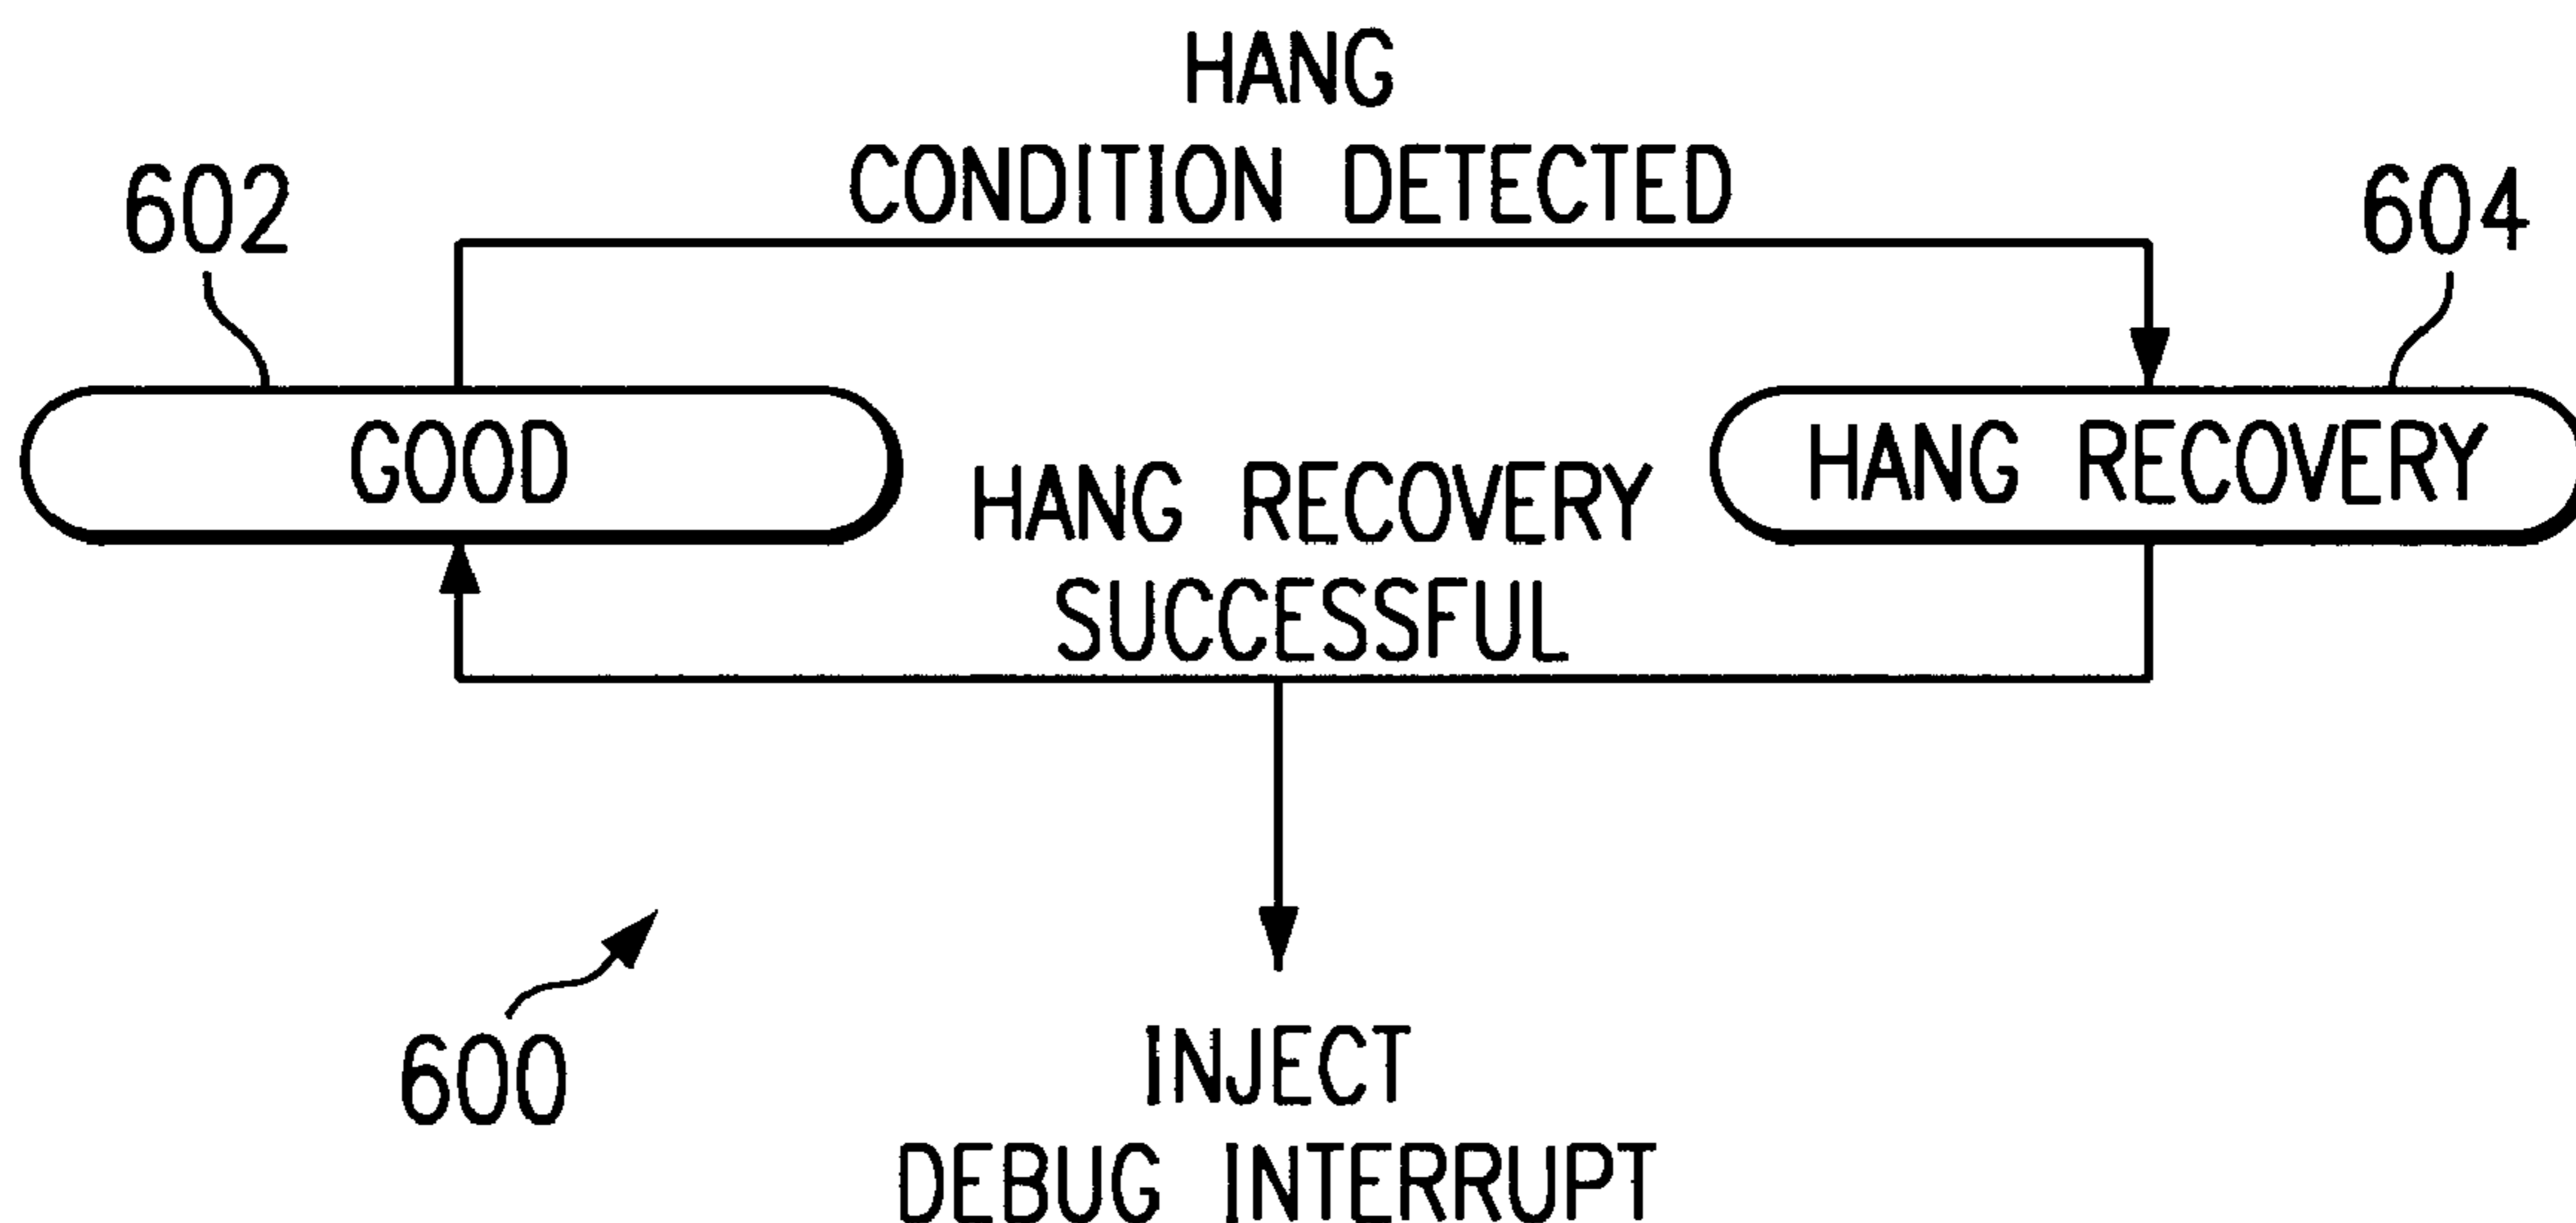 HANG
CONDITION DETECTED
602
604
GOOD
HANG RECOVERY
HANG RECOVERY
SUCCESSFUL
600
INJECT
DEBUG INTERRUPT